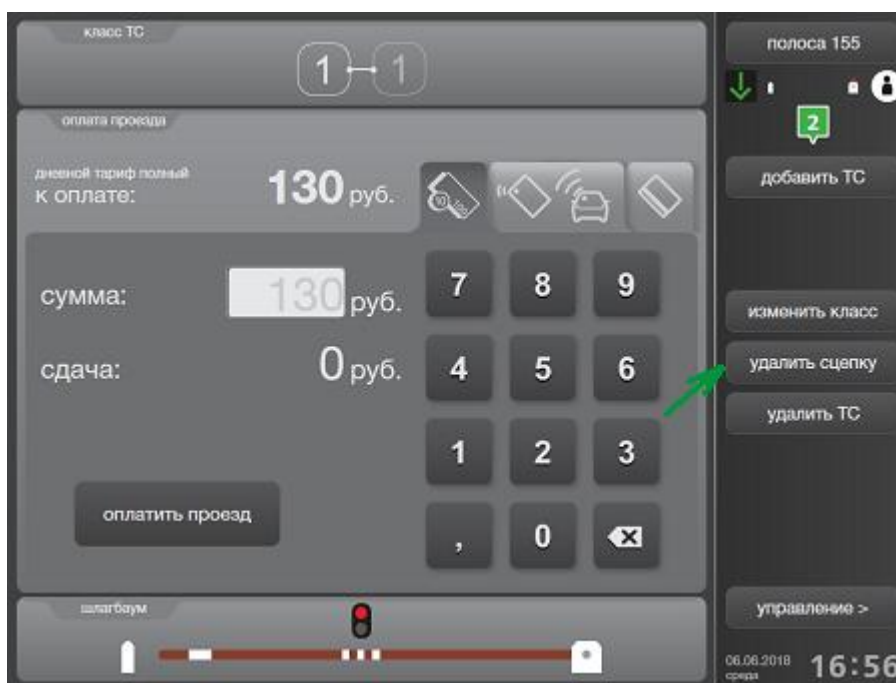 класс ТС
1 1
оплата проезда
дневной тариф полный
к оплате:
130 руб.
сумма:
130 руб.
сдача:
0 руб.
7 8 9
4 5 6
1 2 3
, 0
оплатить проезд
шлагбаум
полоса 155
2
добавить ТС
изменить класс
удалить сцепку
удалить ТС
управление >
06.06.2018
среда
16:56